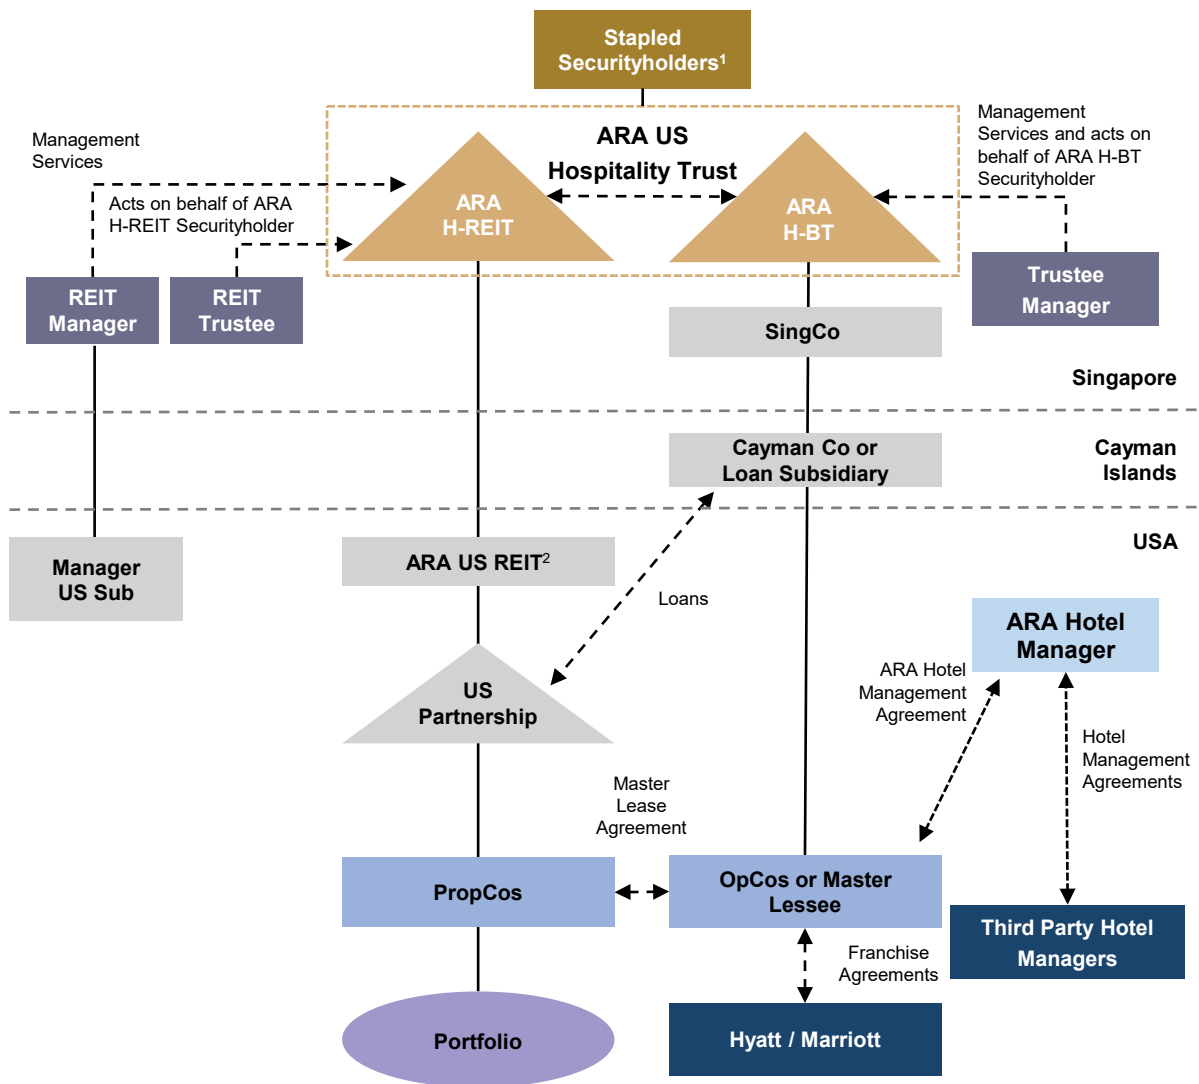 Stapled
Securityholders¹
Management
Services
ARA US
Hospitality Trust
Management
Services and acts on
behalf of ARA H-BT
Securityholder
Acts on behalf of ARA
H-REIT Securityholder
ARA
H-REIT
ARA
H-BT
REIT
Manager
REIT
Trustee
Trustee
Manager
SingCo
Singapore
Cayman Co or
Loan Subsidiary
Cayman
Islands
USA
Manager
US Sub
ARA US REIT²
Loans
ARA Hotel
Manager
US
Partnership
ARA Hotel
Management
Agreement
Hotel
Management
Agreements
Master
Lease
Agreement
PropCos
OpCos or Master
Lessee
Third Party Hotel
Managers
Franchise
Agreements
Portfolio
Hyatt / Marriott